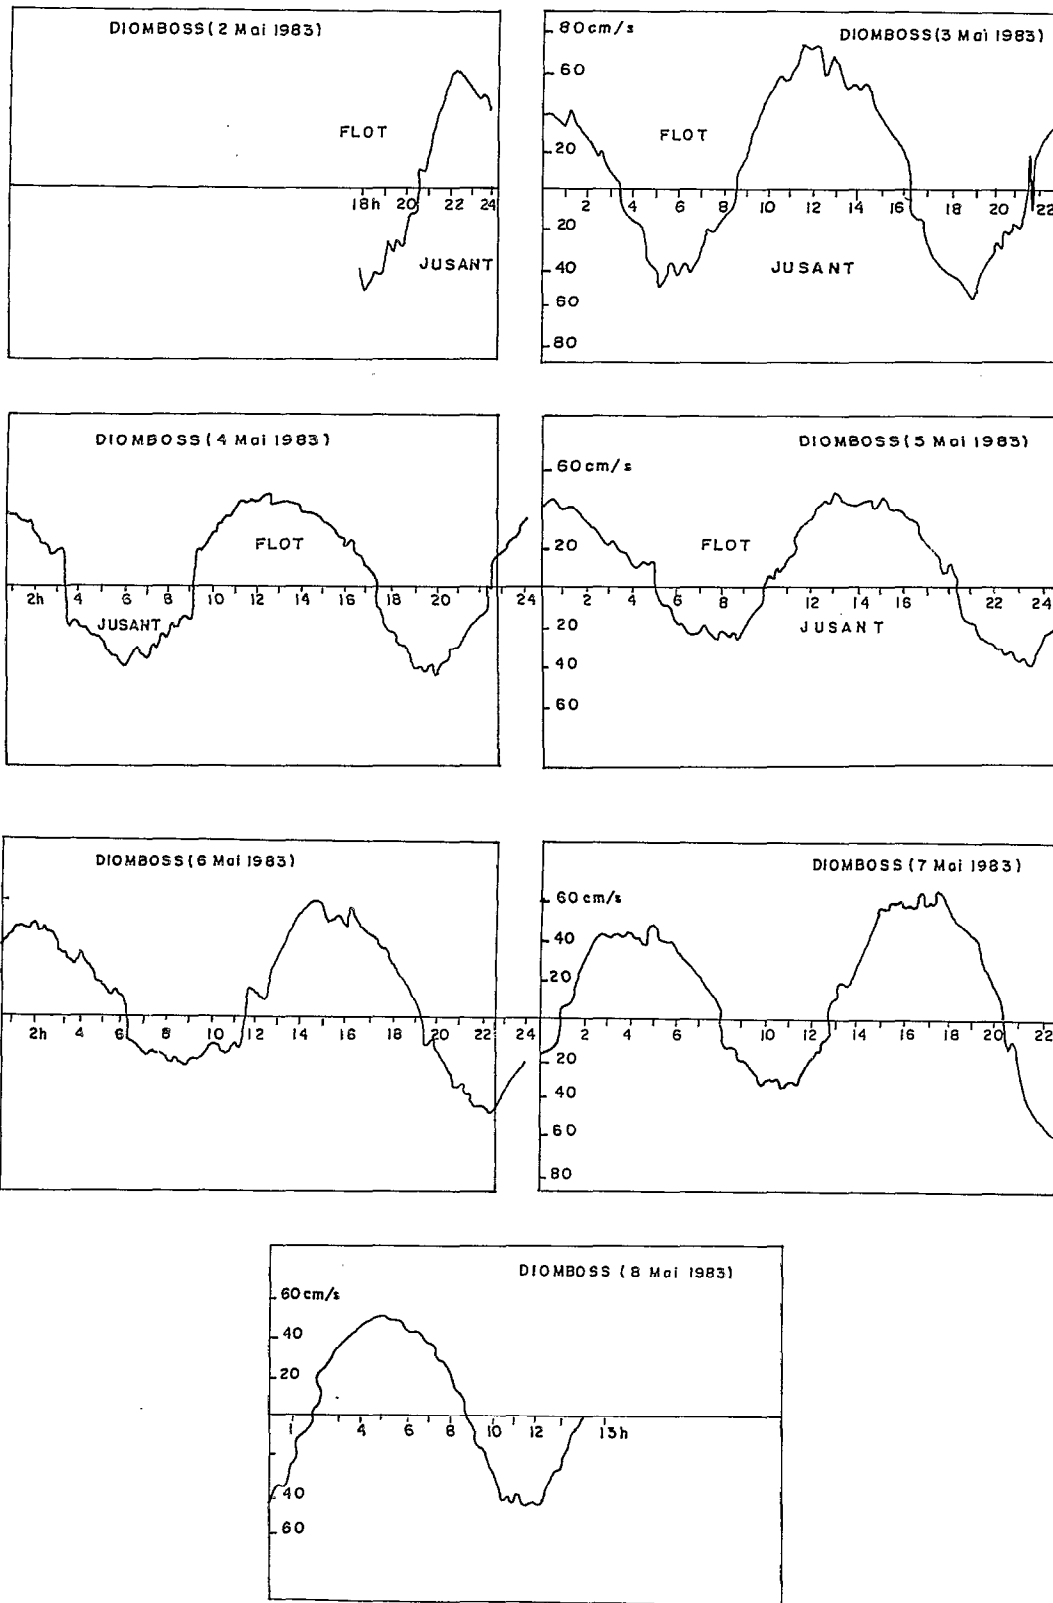 DIOMBOSS (2 Mai 1983)
FLOT
18h 20 22 24
JUSANT
80 cm/s
DIOMBOSS (3 Mai 1983)
60
FLOT
20
2 4 6 8 10 12 14 16 18 20 22
20
40
JUSANT
60
80
DIOMBOSS (4 Mai 1983)
FLOT
2h 4 6 8 10 12 14 16 18 20 22 24
JUSANT
DIOMBOSS (5 Mai 1983)
60 cm/s
FLOT
20
2 4 6 8 10 12 14 16 22 24
20
JUSANT
40
60
DIOMBOSS (6 Mai 1983)
2h 4 6 8 10 12 14 16 18 20 22 24
DIOMBOSS (7 Mai 1983)
60 cm/s
40
20
2 4 6 8 10 12 14 16 18 20 22
20
40
60
80
DIOMBOSS (8 Mai 1983)
60 cm/s
40
20
1 4 6 8 10 12 13h
40
60